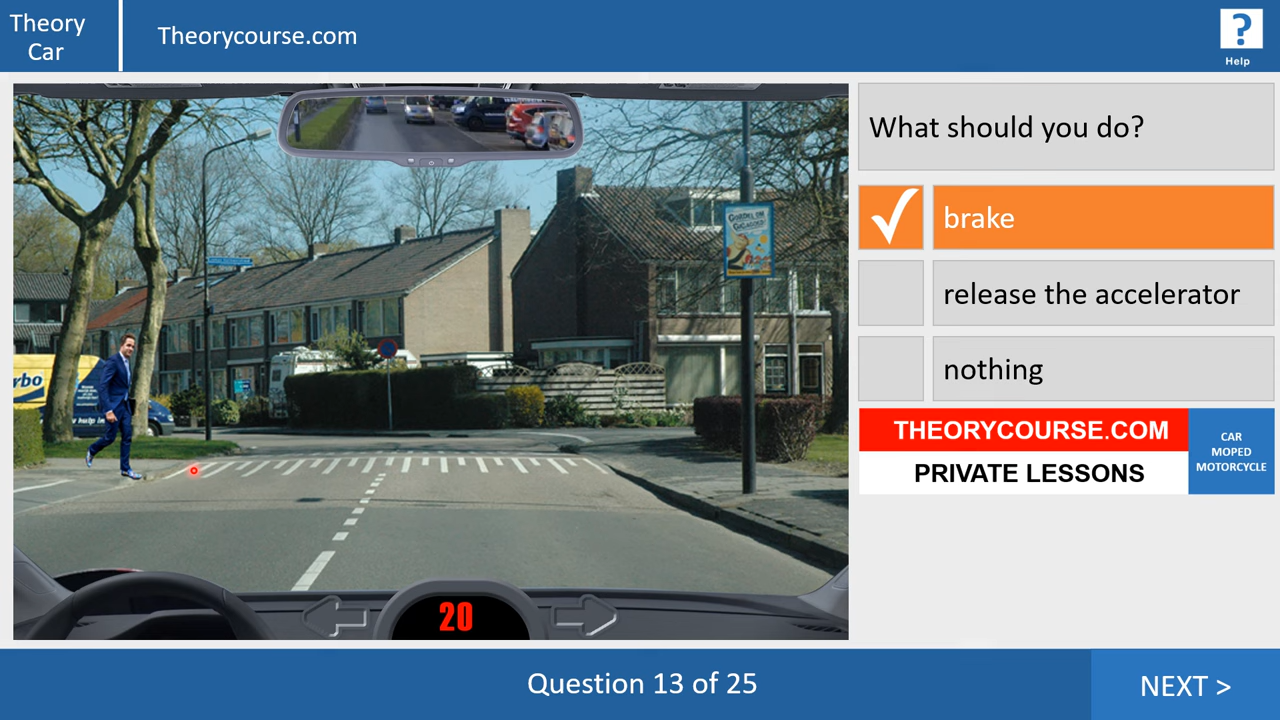 Theory
Car
Theorycourse.com
?
Help
What should you do?
brake
release the accelerator
nothing
THEORYCOURSE.COM
PRIVATE LESSONS
CAR
MOPED
MOTORCYCLE
20
Question 13 of 25
NEXT >